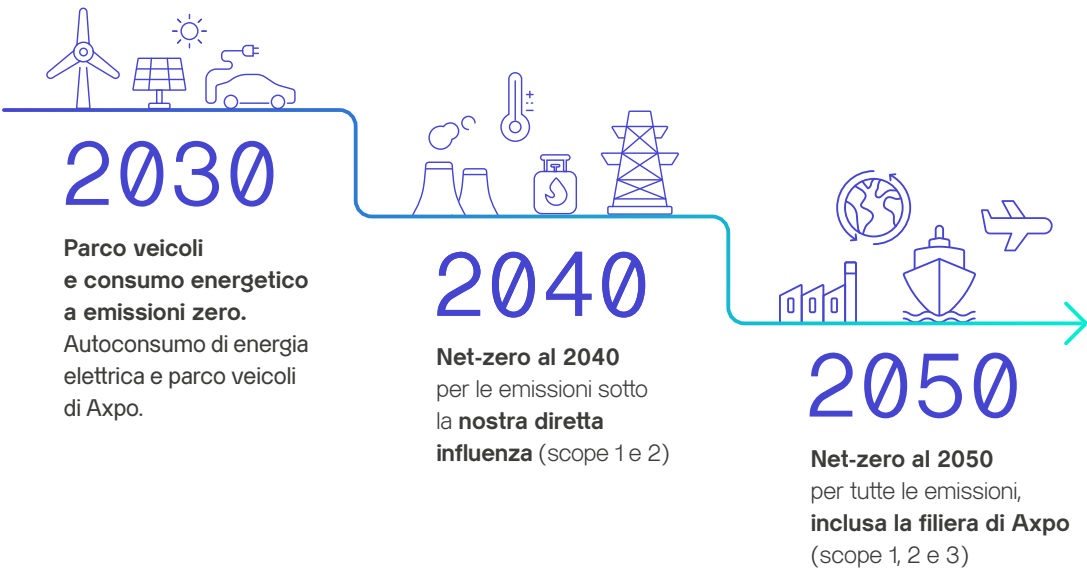 2030
Parco veicoli
e consumo energetico
a emissioni zero.
Autoconsumo di energia
elettrica e parco veicoli
di Axpo.
2040
Net-zero al 2040
per le emissioni sotto
la nostra diretta
influenza (scope 1 e 2)
2050
Net-zero al 2050
per tutte le emissioni,
inclusa la filiera di Axpo
(scope 1, 2 e 3)